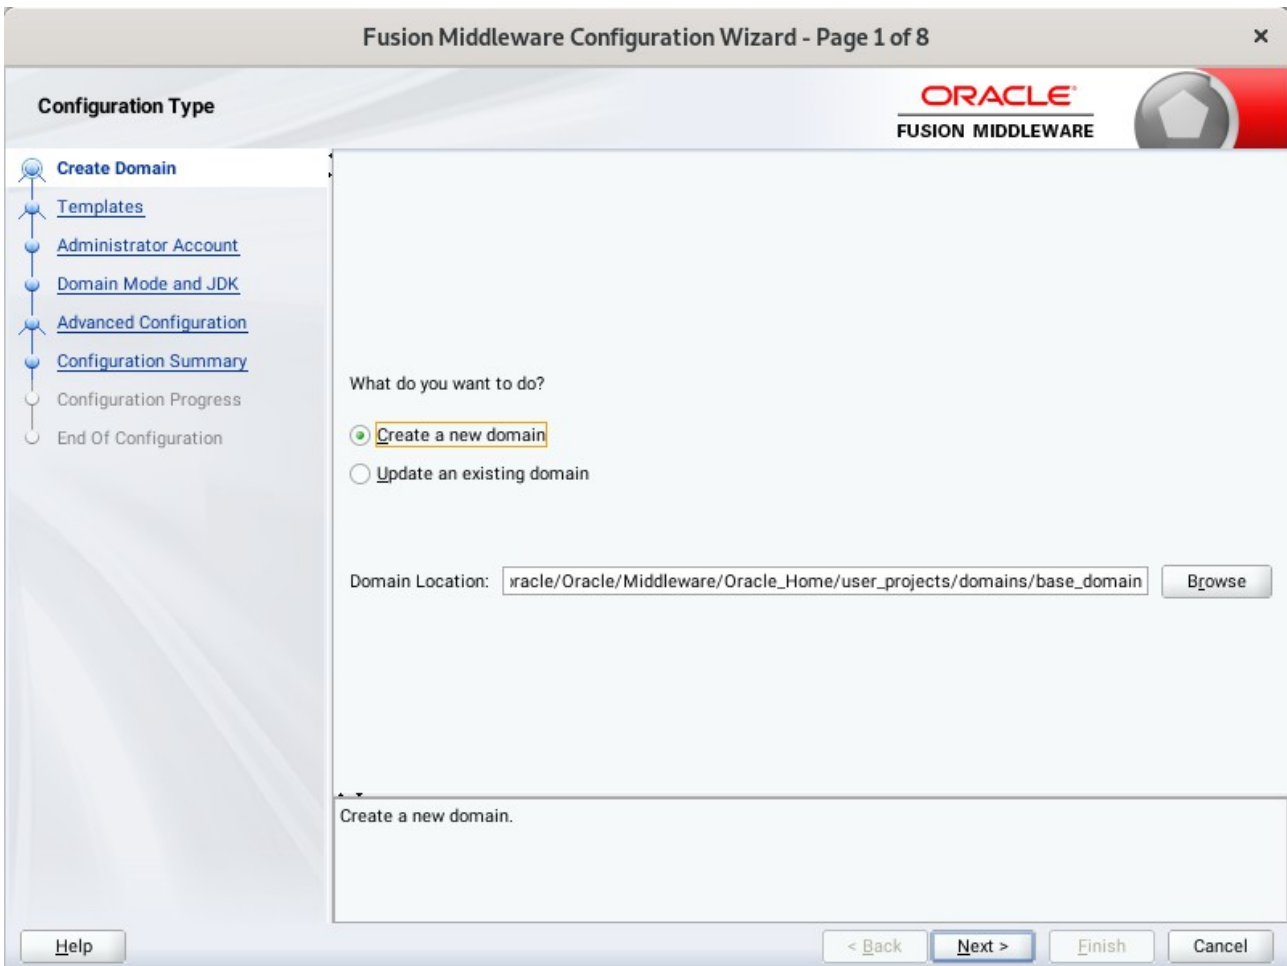 Fusion Middleware Configuration Wizard - Page 1 of 8
Configuration Type
ORACLE
FUSION MIDDLEWARE
Create Domain
Templates
Administrator Account
Domain Mode and JDK
Advanced Configuration
Configuration Summary
Configuration Progress
End Of Configuration
What do you want to do?
Create a new domain
Update an existing domain
Domain Location: racle/Oracle/Middleware/Oracle_Home/user_projects/domains/base_domain Browse
Create a new domain.
Help < Back Next > Finish Cancel